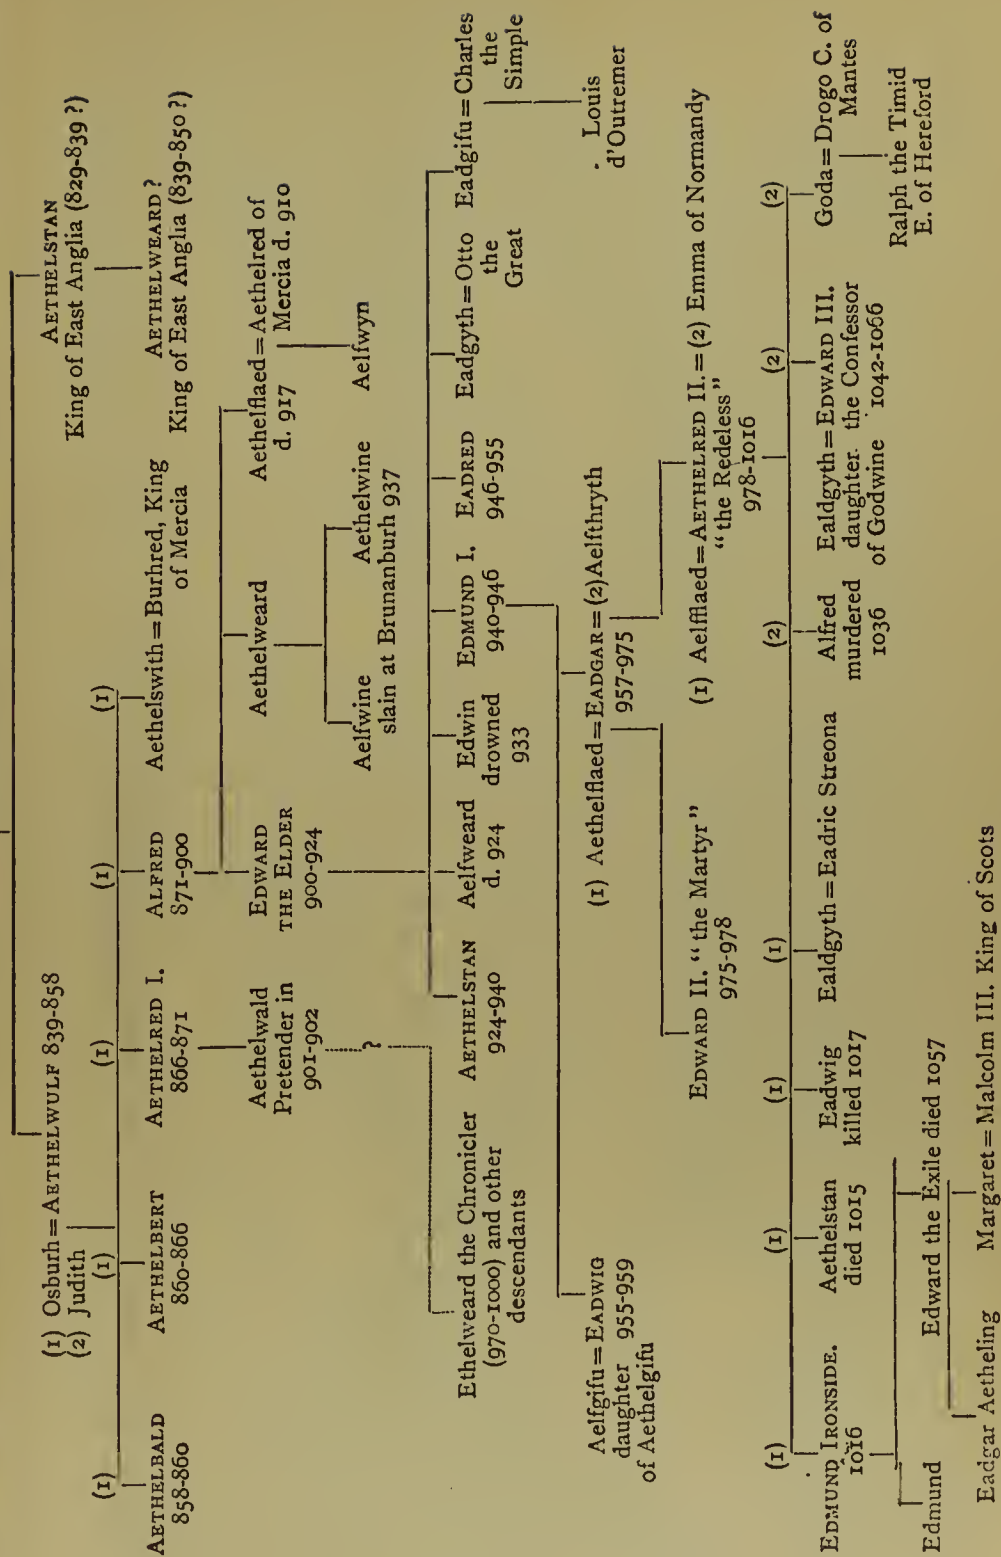 AETHELSTAN
King of East Anglia (829-839 ?)
(1) Osburh = AETHELWULF 839-858
(2) Judith
AETHELWEARD ?
King of East Anglia (839-850 ?)
(1)
(1)
(1)
(1)
(1)
AETHELBALD
858-860
AETHELBERT
860-866
AETHELRED I.
866-871
ALFRED
871-900
Aethelswith = Burhred, King
of Mercia
Aethelwald
Pretender in
901-902
EDWARD
THE ELDER
900-924
Aethelweard
Aethelflaed = Aethelred of
d. 917
Mercia d. 910
?
Aelfwine
Aethelwine
slain at Brunanburh 937
Aelfwyn
Ethelweard the Chronicler
(970-1000) and other
descendants
AETHELSTAN
924-940
Aelfweard
d. 924
Edwin
drowned
933
EDMUND I.
940-946
EADRED
946-955
Eadgyth = Otto
the
Great
Eadgifu = Charles
the
Simple
Louis
d'Outremer
Aelfgifu = EADWIG
daughter 955-959
of Aethelgifu
(1) Aethelflaed = EADGAR = (2) Aelfthryth
957-975
EDWARD II. "the Martyr"
975-978
(1) Aelfflaed = AETHELRED II. = (2) Emma of Normandy
"the Redeless"
978-1016
(1)
(1)
(1)
(1)
(2)
(2)
(2)
EDMUND IRONSIDE.
1016
Aethelstan
died 1015
Eadwig
killed 1017
Ealdgyth = Eadric Streona
Alfred
murdered
1036
Ealdgyth = EDWARD III.
daughter the Confessor
of Godwine 1042-1066
Goda = Drogo C. of
Mantes
Ralph the Timid
E. of Hereford
Edmund
Edward the Exile died 1057
Eadgar Aetheling
Margaret = Malcolm III. King of Scots